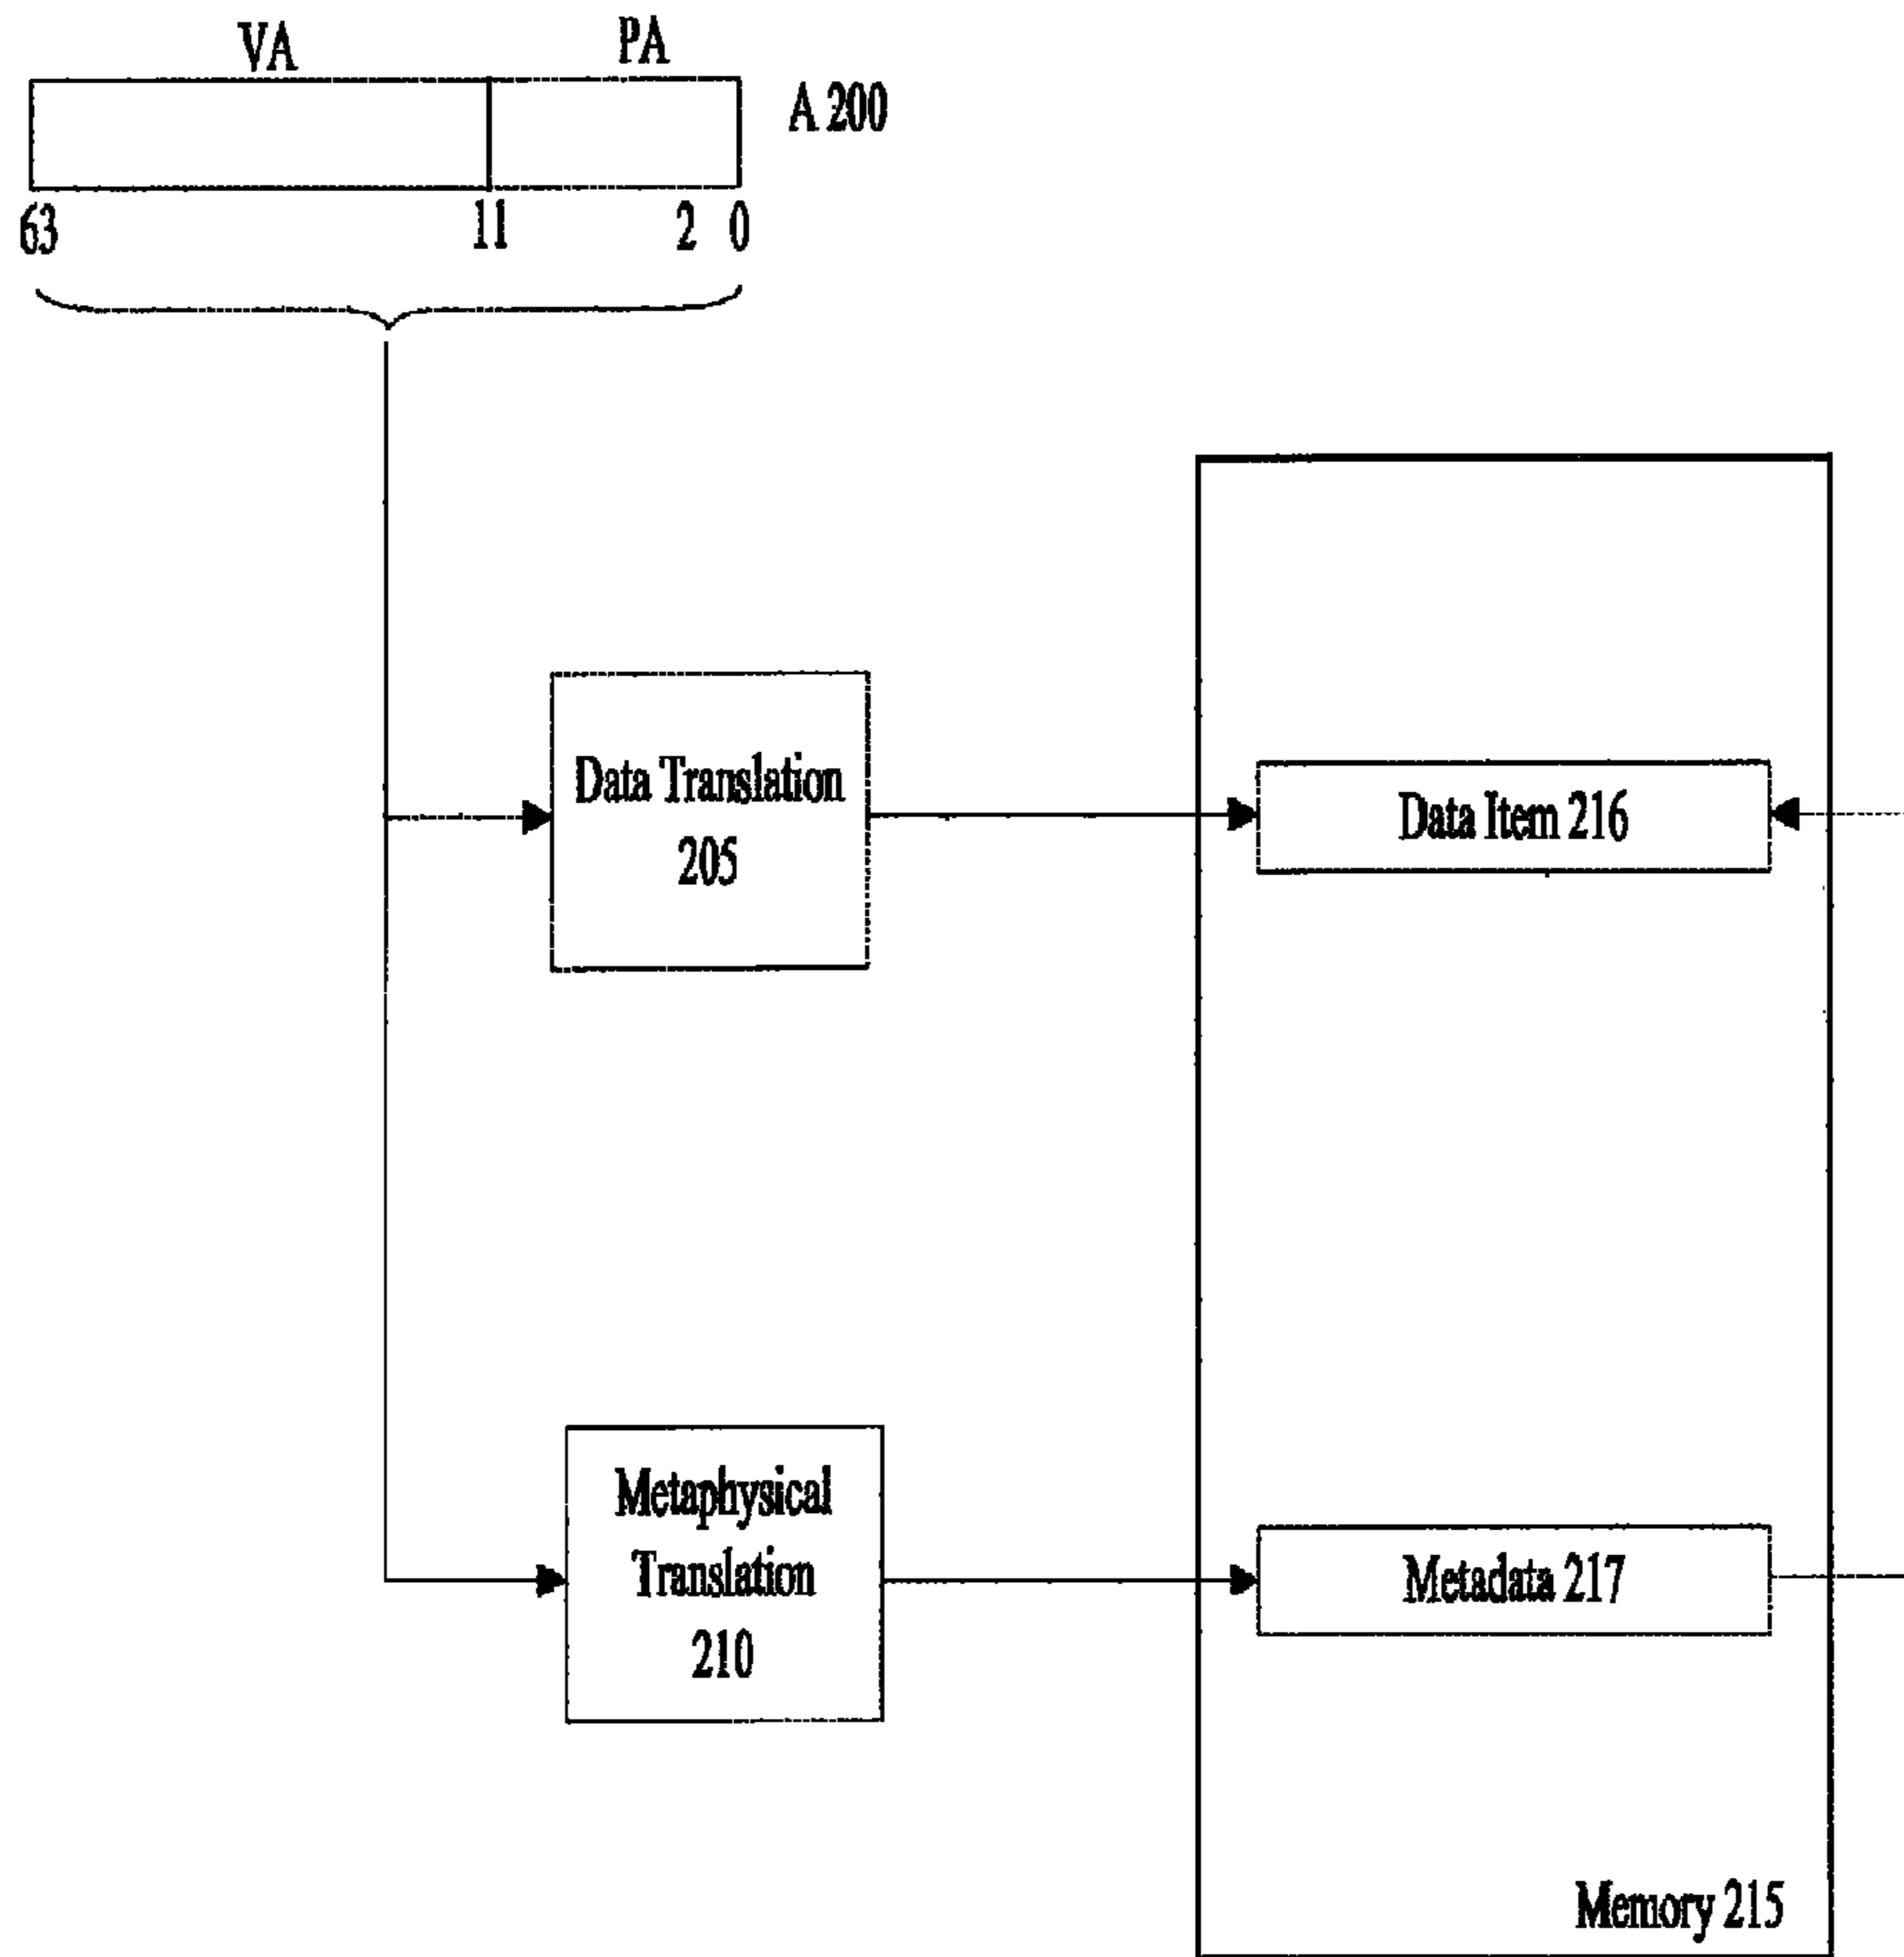 VA PA
A 200
63 11 2 0
Data Translation
205
Data Item 216
Metaphysical
Translation
210
Metadata 217
Memory 215